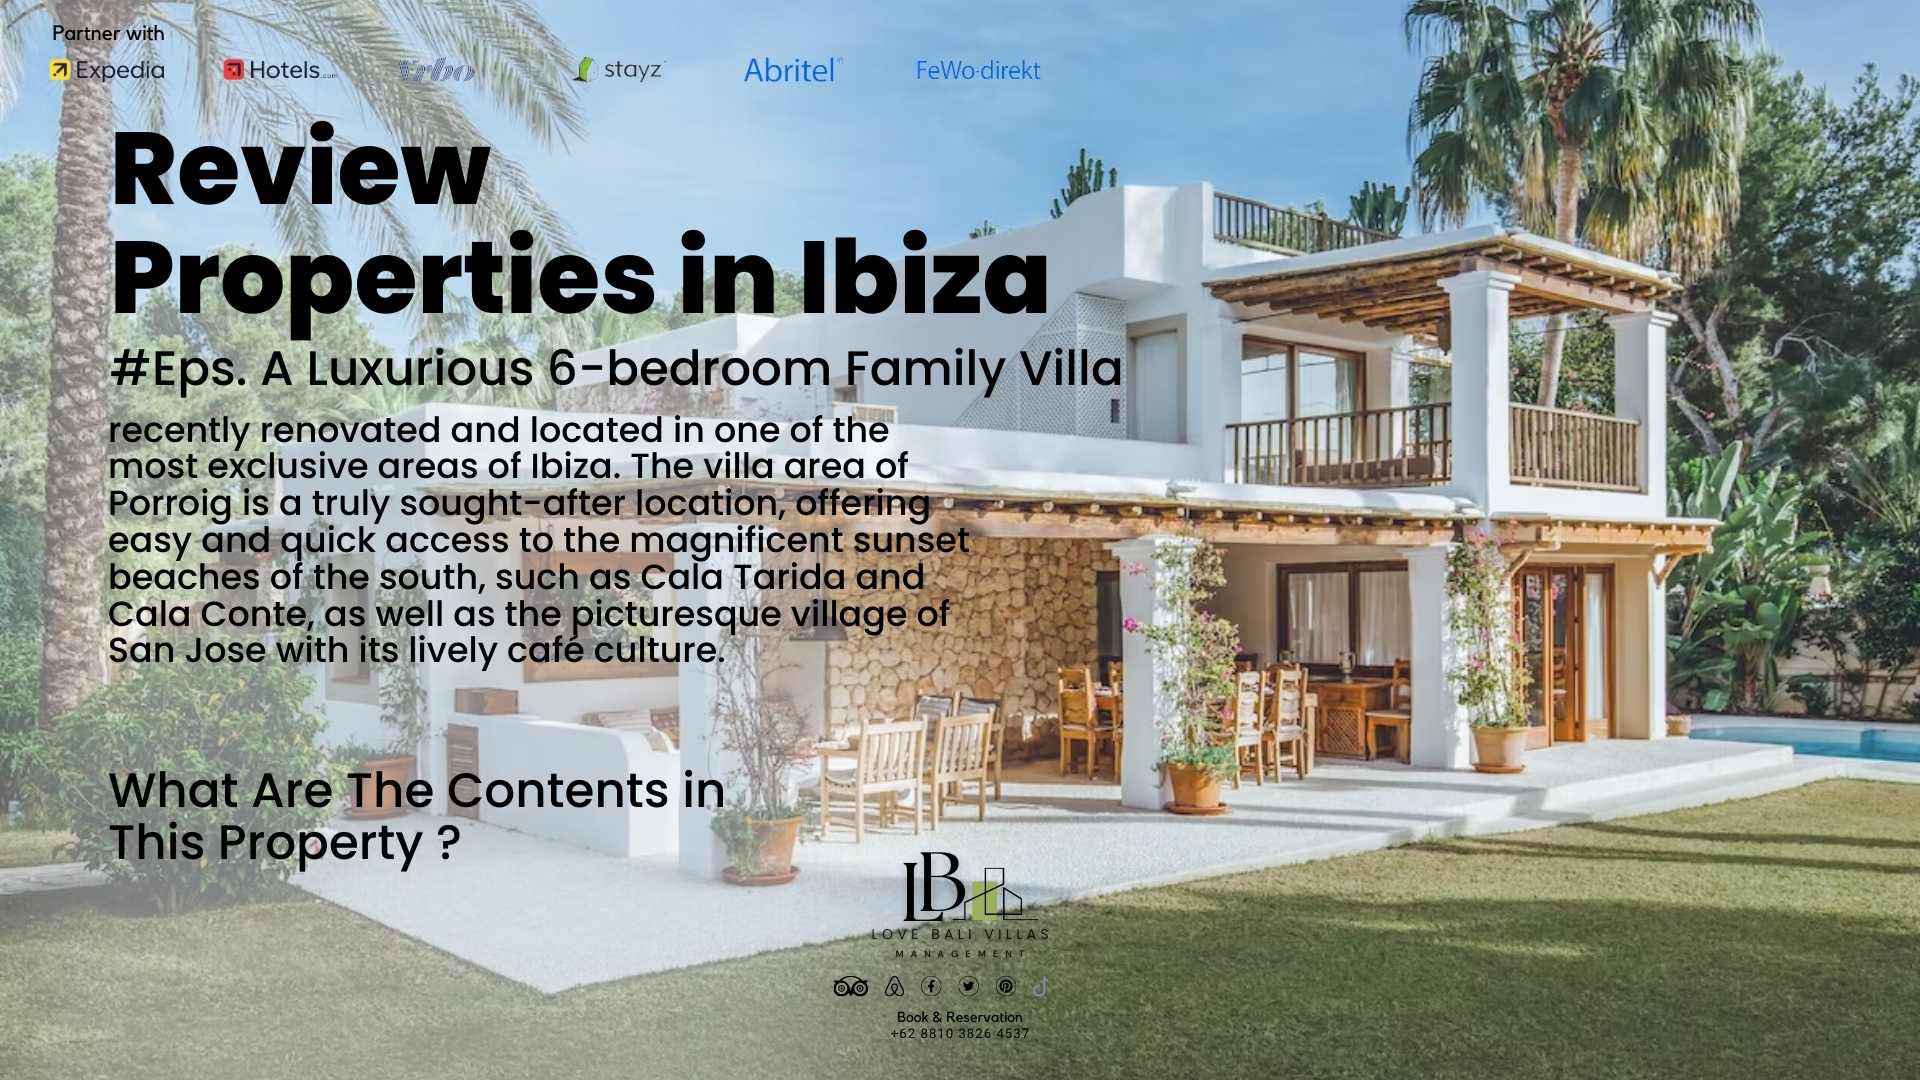 Partner with
Expedia
Hotels.com
Vrbo
stayz
Abritel
FeWo-direkt
Review
Properties in Ibiza
#Eps. A Luxurious 6-bedroom Family Villa
recently renovated and located in one of the
most exclusive areas of Ibiza. The villa area of
Porroig is a truly sought-after location, offering
easy and quick access to the magnificent sunset
beaches of the south, such as Cala Tarida and
Cala Conte, as well as the picturesque village of
San Jose with its lively café culture.
What Are The Contents in
This Property ?
LB
LOVE BALI VILLAS
MANAGEMENT
Book & Reservation
+62 8810 3826 4537